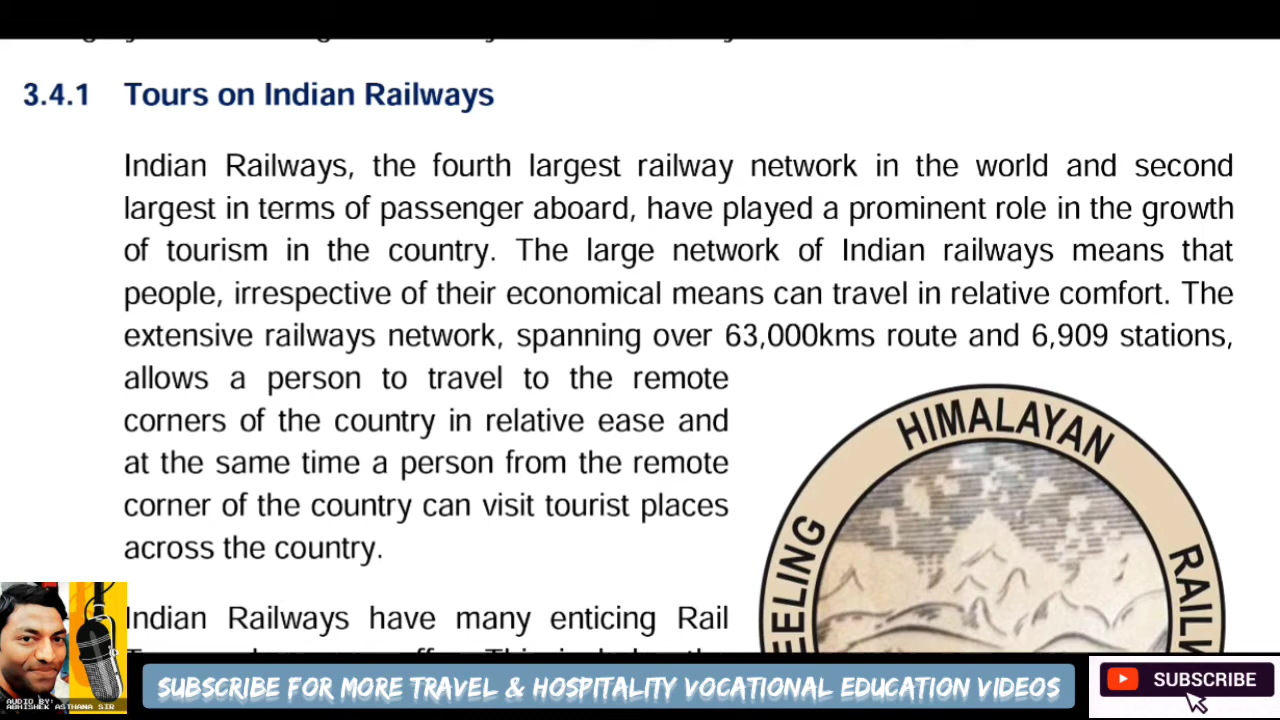 3.4.1 Tours on Indian Railways
Indian Railways, the fourth largest railway network in the world and second
largest in terms of passenger aboard, have played a prominent role in the growth
of tourism in the country. The large network of Indian railways means that
people, irrespective of their economical means can travel in relative comfort. The
extensive railways network, spanning over 63,000kms route and 6,909 stations,
allows a person to travel to the remote
corners of the country in relative ease and
at the same time a person from the remote
corner of the country can visit tourist places
across the country.
HIMALAYAN
Indian Railways have many enticing Rail
AUDIO BY:
ABHISHEK ASTHANA SIR
SUBSCRIBE FOR MORE TRAVEL & HOSPITALITY VOCATIONAL EDUCATION VIDEOS
SUBSCRIBE